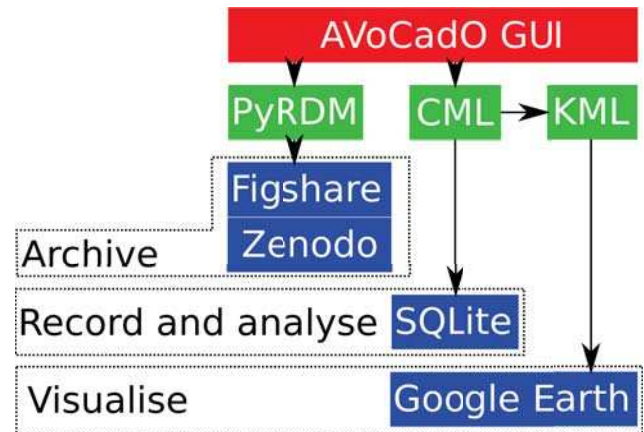 AVoCadO GUI
PyRDM CML KML
Figshare
Zenodo
Archive
Record and analyse SQLite
Visualise Google Earth